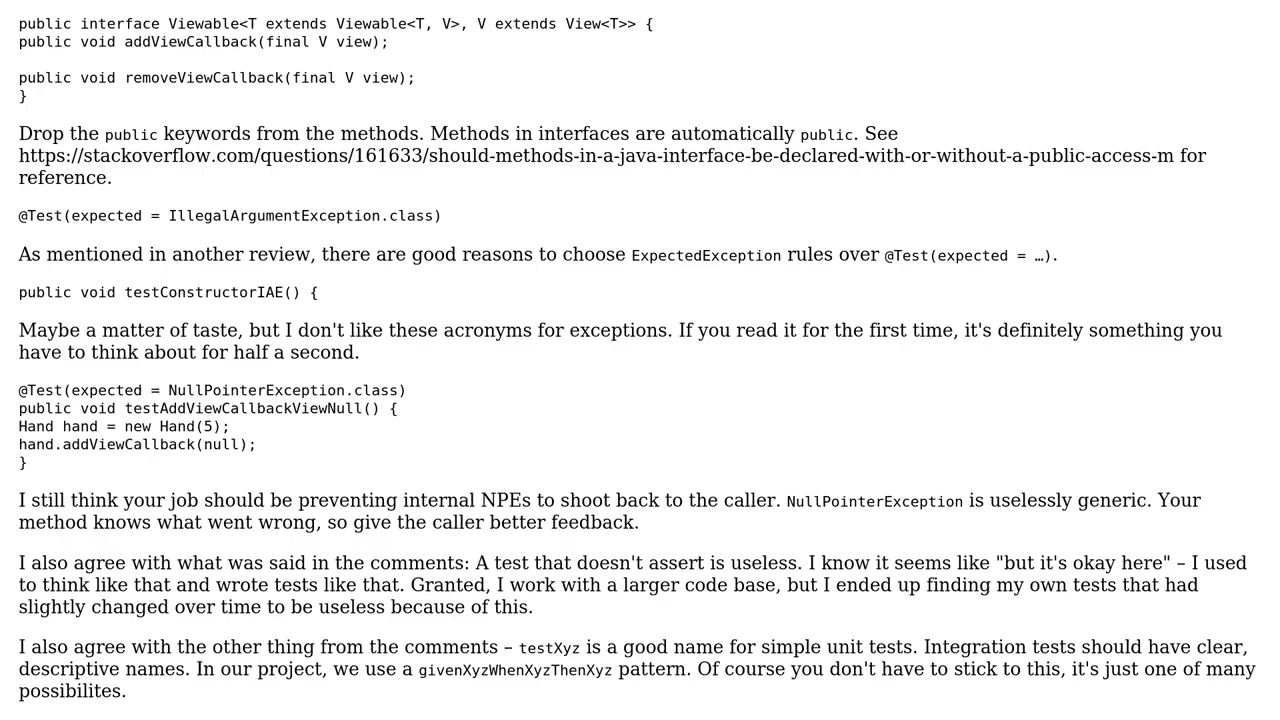 public interface Viewable<T extends Viewable<T, V>, V extends View<T>> {
public void addViewCallback(final V view);
public void removeViewCallback(final V view);
}
Drop the public keywords from the methods. Methods in interfaces are automatically public. See
https://stackoverflow.com/questions/161633/should-methods-in-a-java-interface-be-declared-with-or-without-a-public-access-m for
reference.
@Test(expected = IllegalArgumentException.class)
As mentioned in another review, there are good reasons to choose ExpectedException rules over @Test(expected = …).
public void testConstructorIAE() {
Maybe a matter of taste, but I don't like these acronyms for exceptions. If you read it for the first time, it's definitely something you
have to think about for half a second.
@Test(expected = NullPointerException.class)
public void testAddViewCallbackViewNull() {
Hand hand = new Hand(5);
hand.addViewCallback(null);
}
I still think your job should be preventing internal NPEs to shoot back to the caller. NullPointerException is uselessly generic. Your
method knows what went wrong, so give the caller better feedback.
I also agree with what was said in the comments: A test that doesn't assert is useless. I know it seems like "but it's okay here" – I used
to think like that and wrote tests like that. Granted, I work with a larger code base, but I ended up finding my own tests that had
slightly changed over time to be useless because of this.
I also agree with the other thing from the comments – testXyz is a good name for simple unit tests. Integration tests should have clear,
descriptive names. In our project, we use a givenXyzWhenXyzThenXyz pattern. Of course you don't have to stick to this, it's just one of many
possibilites.